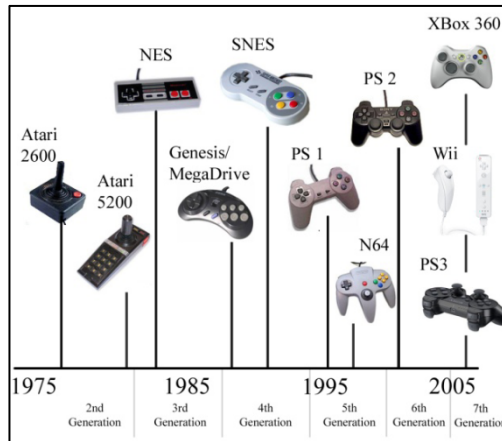 XBox 360
NES
SNES
PS 2
Atari
2600
Genesis/
MegaDrive
PS 1
Wii
Atari
5200
N64
PS3
1975
1985
1995
2005
2nd
Generation
3rd
Generation
4th
Generation
5th
Generation
6th
Generation
7th
Generation